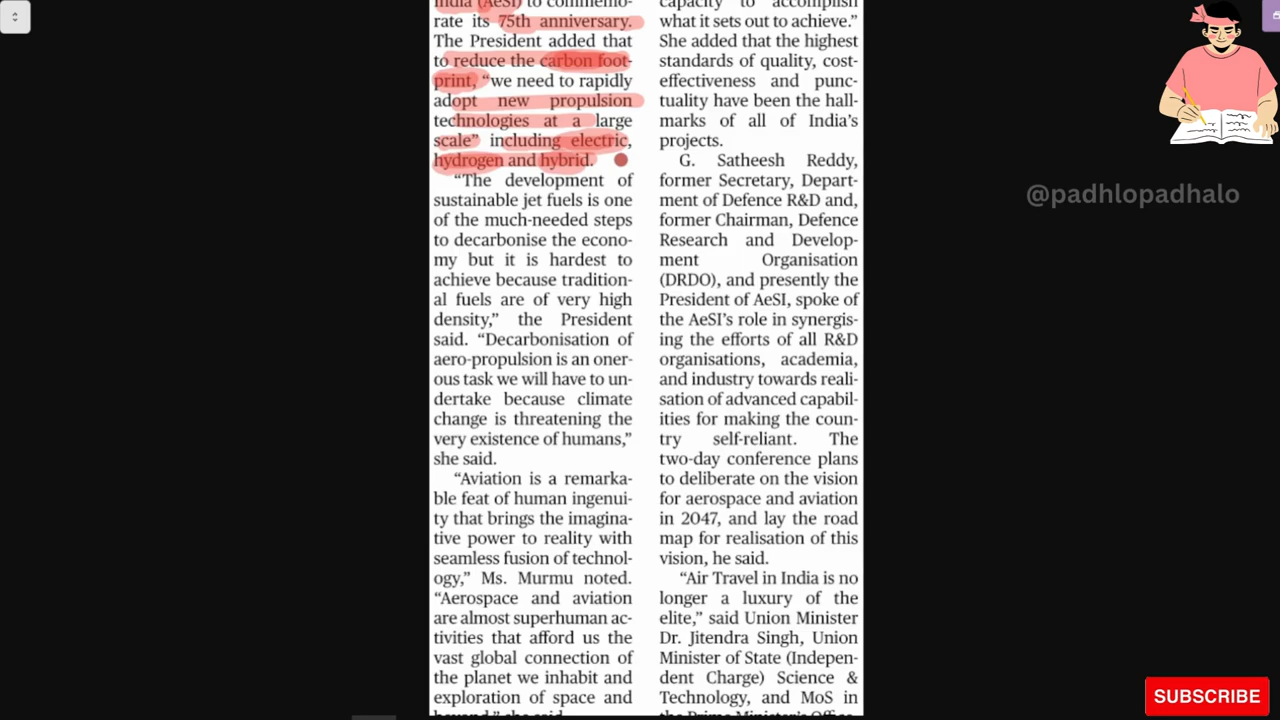 India (AeSI) to commemo-
rate its 75th anniversary.
The President added that
to reduce the carbon foot-
print, “we need to rapidly
adopt new propulsion
technologies at a large
scale” including electric,
hydrogen and hybrid.
“The development of
sustainable jet fuels is one
of the much-needed steps
to decarbonise the econo-
my but it is hardest to
achieve because tradition-
al fuels are of very high
density,” the President
said. “Decarbonisation of
aero-propulsion is an oner-
ous task we will have to un-
dertake because climate
change is threatening the
very existence of humans,”
she said.
“Aviation is a remarka-
ble feat of human ingenui-
ty that brings the imagina-
tive power to reality with
seamless fusion of technol-
ogy,” Ms. Murmu noted.
“Aerospace and aviation
are almost superhuman ac-
tivities that afford us the
vast global connection of
the planet we inhabit and
exploration of space and
capacity to accomplish
what it sets out to achieve.”
She added that the highest
standards of quality, cost-
effectiveness and punc-
tuality have been the hall-
marks of all of India’s
projects.
G. Satheesh Reddy,
former Secretary, Depart-
ment of Defence R&D and,
former Chairman, Defence
Research and Develop-
ment Organisation
(DRDO), and presently the
President of AeSI, spoke of
the AeSI’s role in synergis-
ing the efforts of all R&D
organisations, academia,
and industry towards reali-
sation of advanced capabil-
ities for making the coun-
try self-reliant. The
two-day conference plans
to deliberate on the vision
for aerospace and aviation
in 2047, and lay the road
map for realisation of this
vision, he said.
“Air Travel in India is no
longer a luxury of the
elite,” said Union Minister
Dr. Jitendra Singh, Union
Minister of State (Indepen-
dent Charge) Science &
Technology, and MoS in
@padhlopadhalo
SUBSCRIBE